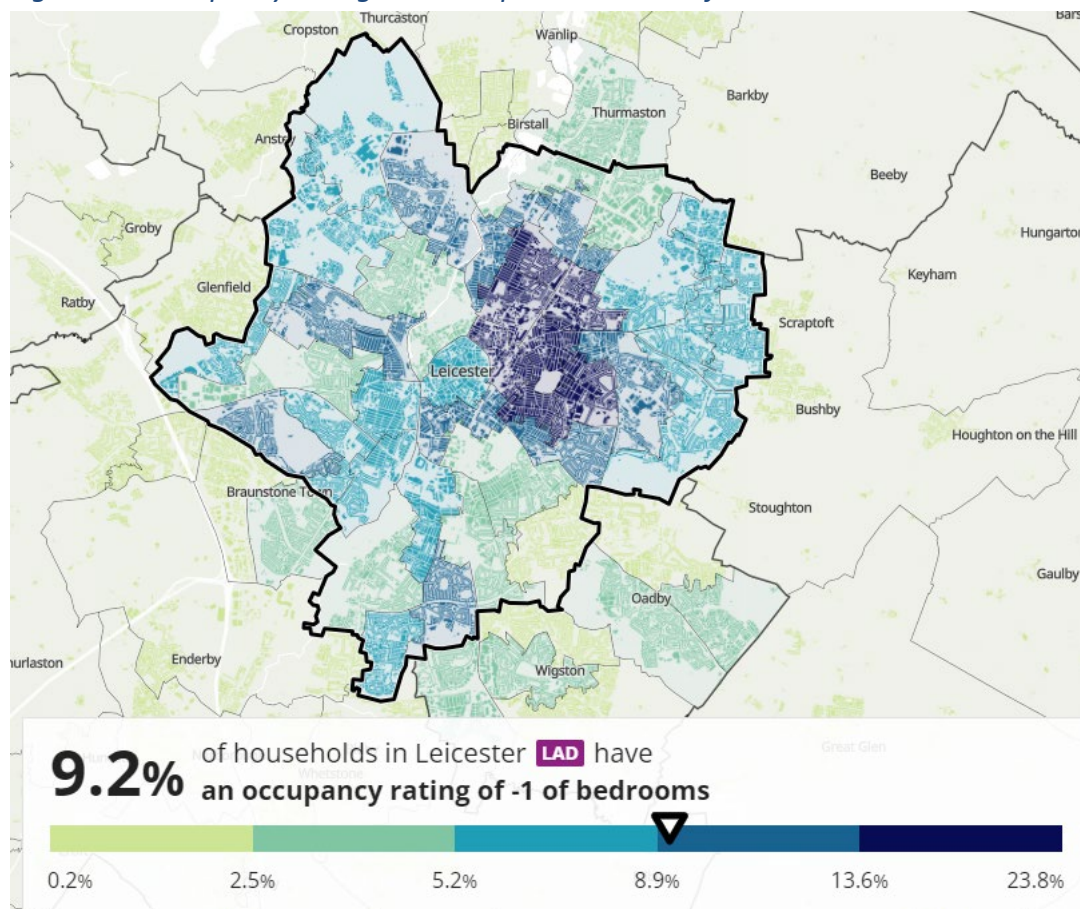 Thurcaston
Cropston
Wanlip
Barkby
Thurmaston
Birstall
Anstey
Beeby
Groby
Hungarton
Keyham
Glenfield
Ratby
Scraptoft
Leicester
Bushby
Houghton on the Hill
Braunstone Town
Stoughton
Gaulby
Oadby
Enderby
hurlaston
Wigston
Great Glen
Whetstone
9.2% of households in Leicester LAD have
an occupancy rating of -1 of bedrooms
0.2% 2.5% 5.2% 8.9% 13.6% 23.8%